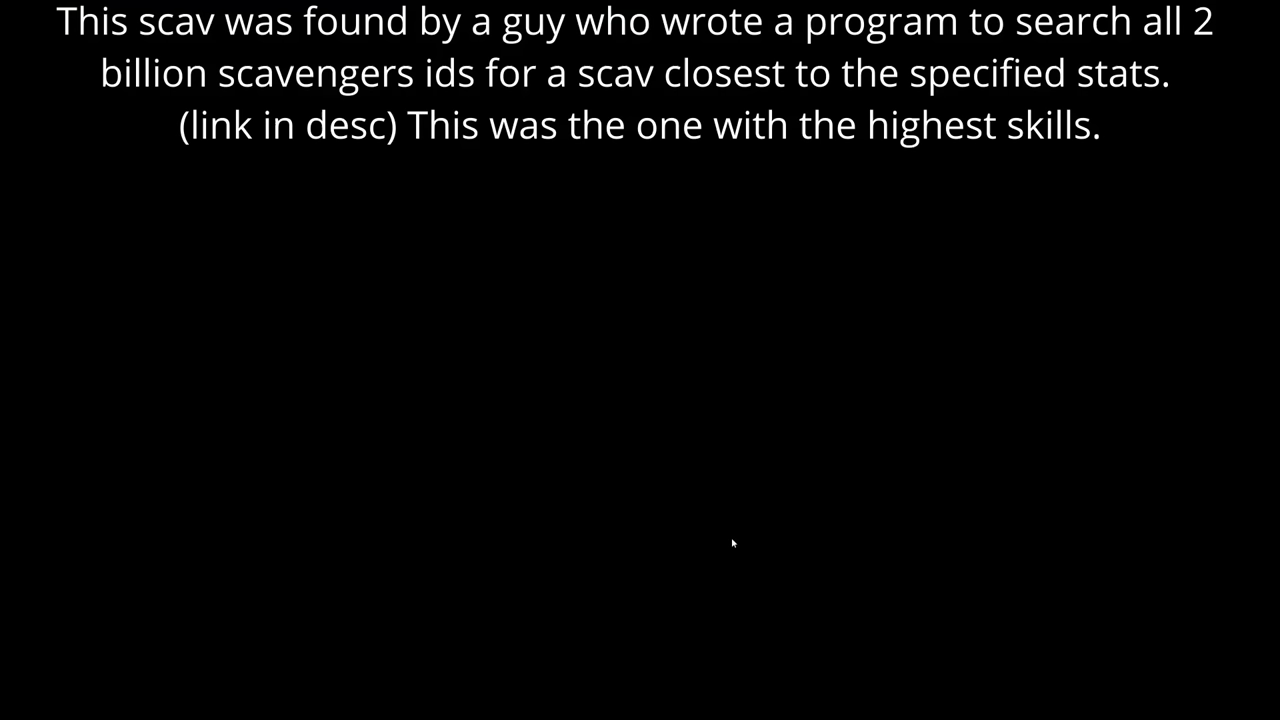 This scav was found by a guy who wrote a program to search all 2
billion scavengers ids for a scav closest to the specified stats.
(link in desc) This was the one with the highest skills.